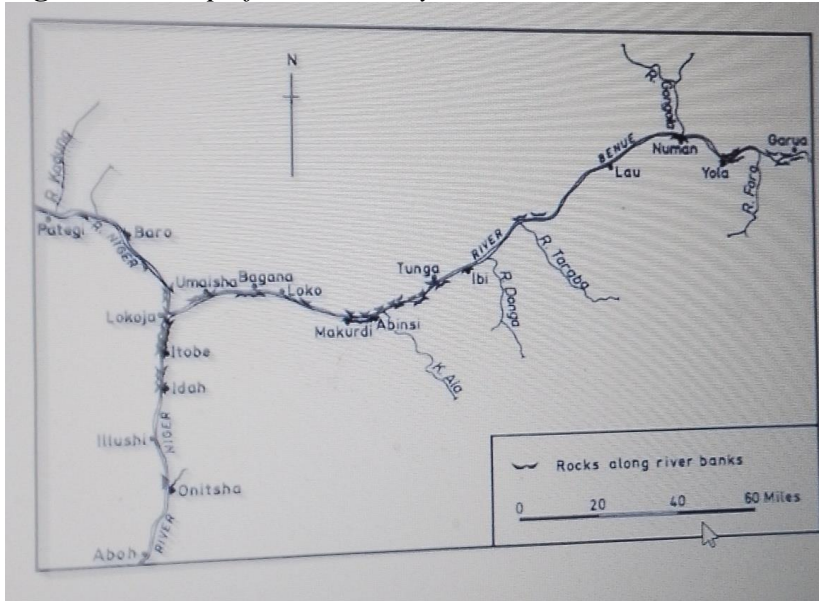 N
R. Kaduna
R. Gongola
Garua
Numan
Yola
R. Faro
BENUE
Lau
Pategi
R. NIGER
Baro
RIVER
R. Taraba
Tunga
Ibi
R. Donga
Umaisha
Bagana
Loko
Lokoja
Makurdi
Abinsi
K. Ala
Itobe
Idah
NIGER
Illushi
Onitsha
RIVER
Aboh
Rocks along river banks
0 20 40 60 Miles